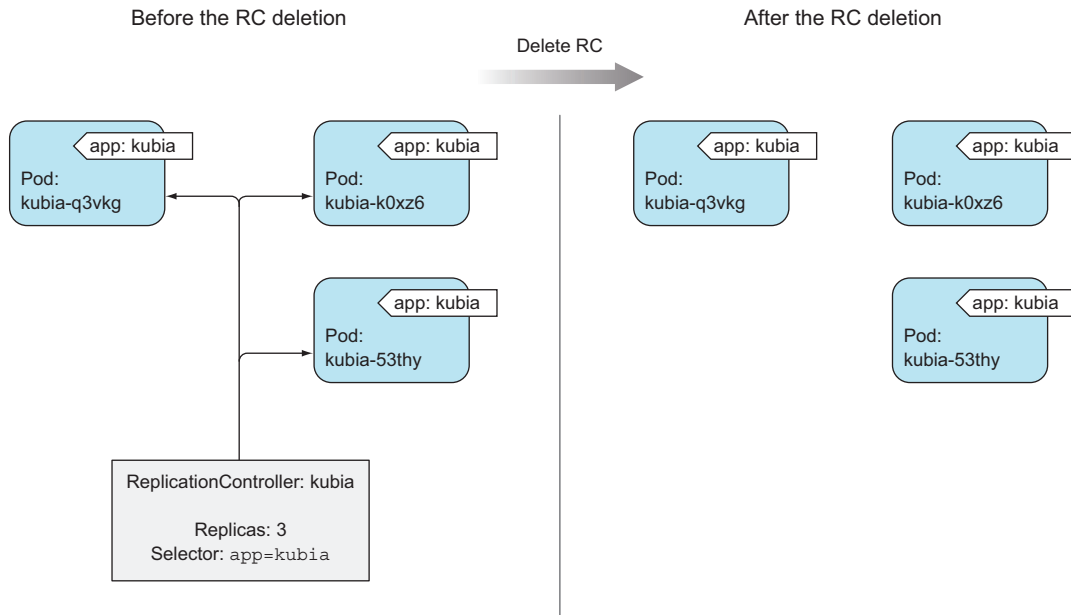 Before the RC deletion
After the RC deletion
Delete RC
app: kubia
Pod:
kubia-q3vkg
app: kubia
Pod:
kubia-k0xz6
app: kubia
Pod:
kubia-53thy
ReplicationController: kubia
Replicas: 3
Selector: app=kubia
app: kubia
Pod:
kubia-q3vkg
app: kubia
Pod:
kubia-k0xz6
app: kubia
Pod:
kubia-53thy